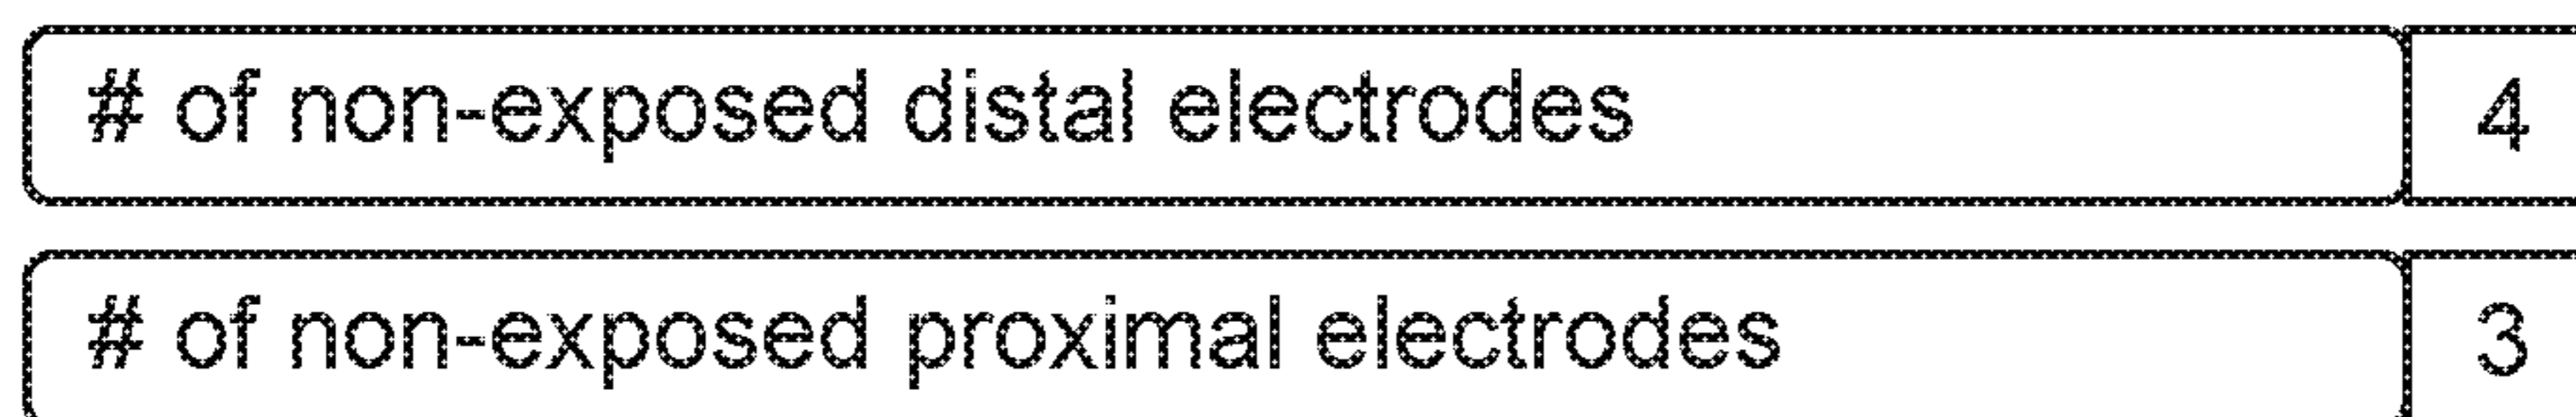 # of non-exposed distal electrodes 4
# of non-exposed proximal electrodes 3